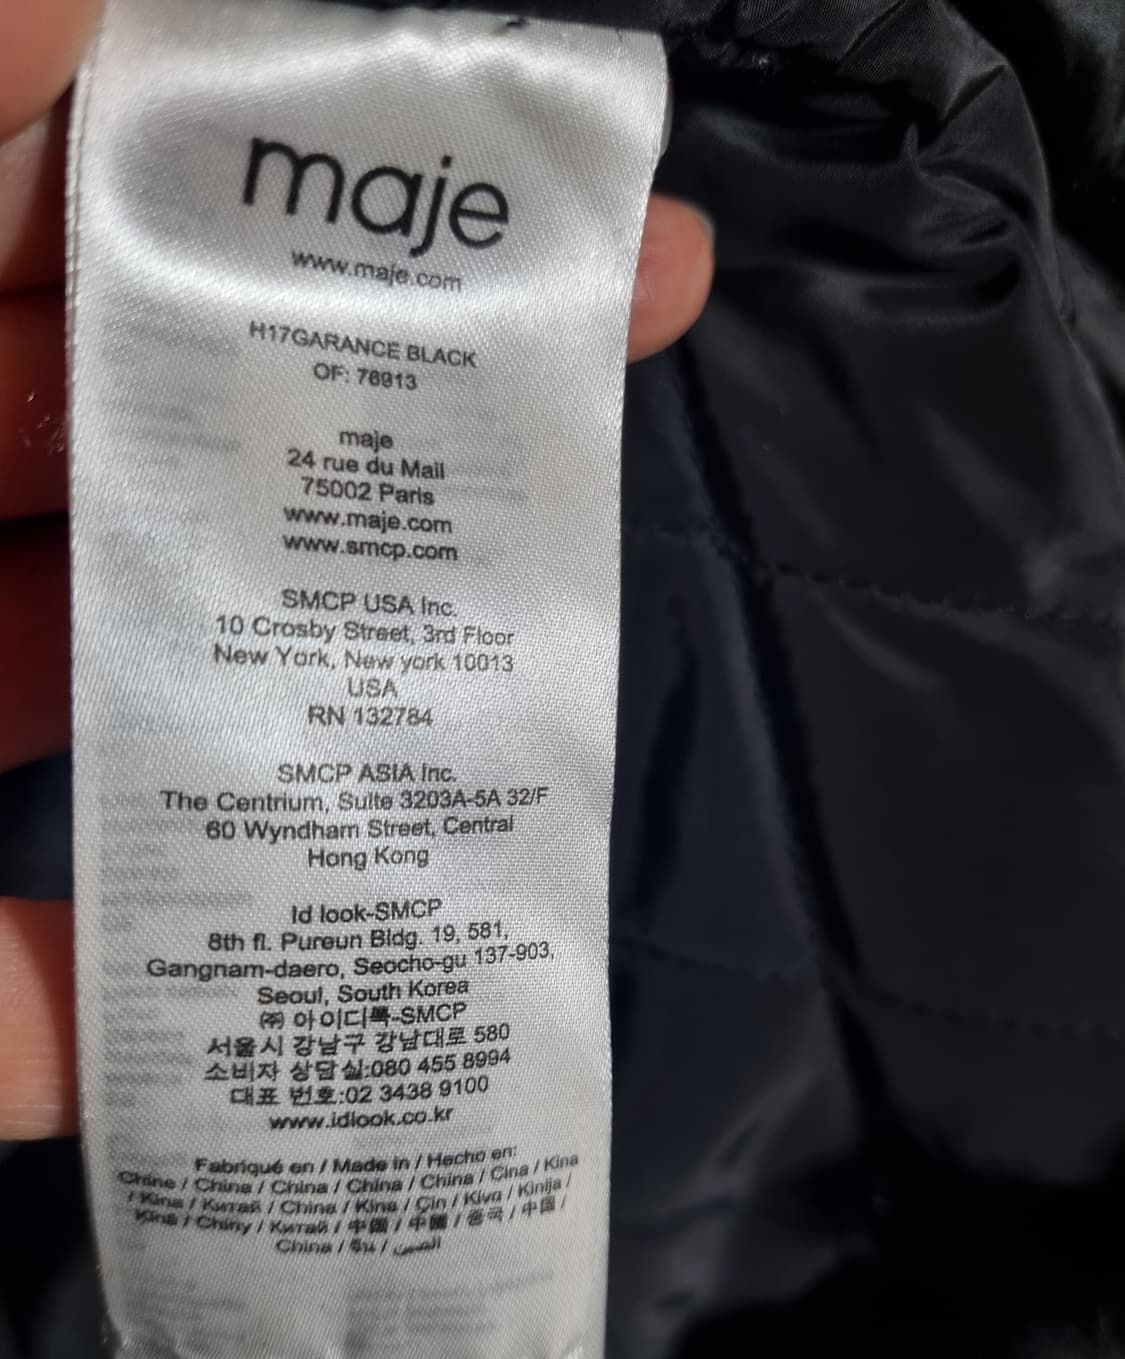 maje
www.maje.com
H17GARANCE BLACK
OF: 76913
maje
24 rue du Mail
75002 Paris
www.maje.com
www.smcp.com
SMCP USA Inc.
10 Crosby Street, 3rd Floor
New York, New york 10013
USA
RN 132784
SMCP ASIA Inc.
The Centrium, Suite 3203A-5A 32/F
60 Wyndham Street, Central
Hong Kong
Id look-SMCP
8th fl. Pureun Bldg. 19, 581,
Gangnam-daero, Seocho-gu 137-903,
Seoul, South Korea
㈜ 아이디룩-SMCP
서울시 강남구 강남대로 580
소비자 상담실:080 455 8994
대표 번호:02 3438 9100
www.idlook.co.kr
Fabriqué en / Made in / Hecho en:
Chine / China / China / China / China / Cina / Kina
/ Kina / Китай / China / Kina / Çin / Κίνα / Kinija /
Kina / Chiny / Китай / 中国 / 中國 / 중국 / 中国 /
China / จีน / الصين